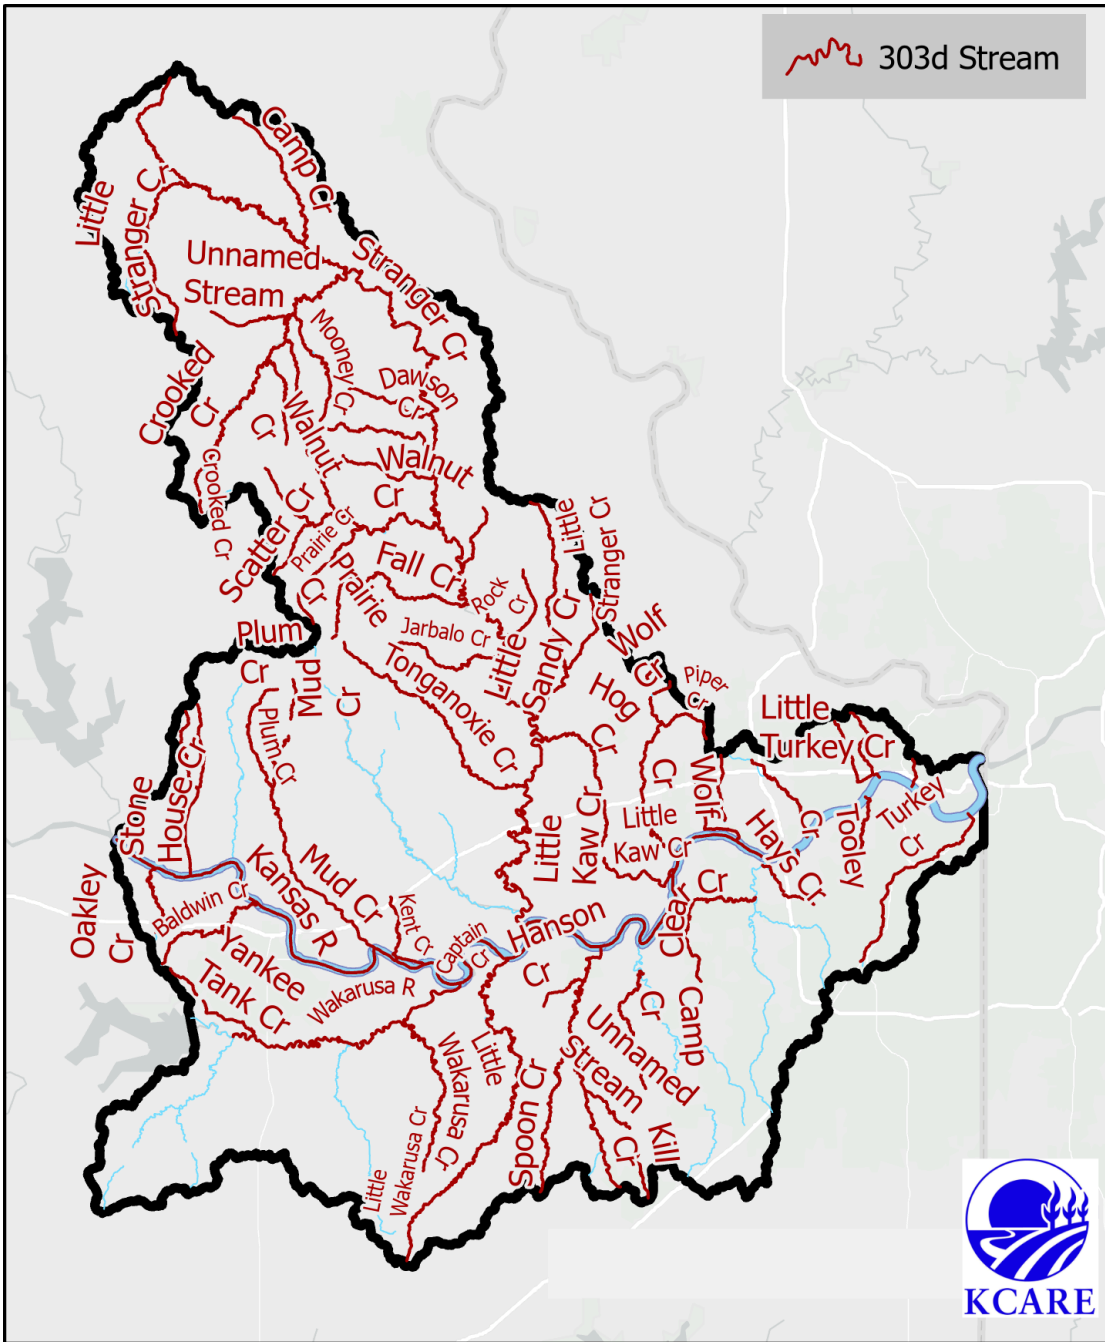 303d Stream
Camp Cr
Little
Stranger Cr
Unnamed
Stream
Stranger Cr
Mooney
Cr
Crooked
Cr
Dawson
Cr
Cr
Walnut
Walnut
Cr
Crooked Cr
Scatter Cr
Prairie Cr
Prairie
Cr
Fall Cr
Rock
Cr
Little
Stranger Cr
Jarbalo Cr
Little
Sandy Cr
Plum
Cr
Mud
Cr
Tonganoxie Cr
Wolf
Cr
Hog
Cr
Piper
Cr
Little
Turkey Cr
Plum Cr
Stone
House Cr
Little
Kaw Cr
Cr
Little
Kaw Cr
Wolf
Hays Cr
Cr
Tooley
Turkey
Cr
Oakley
Cr
Baldwin Cr
Kansas R
Mud Cr
Kent Cr
Captain
Cr
Hanson
Cr
Clear
Cr
Yankee
Tank Cr
Wakarusa R
Little
Wakarusa Cr
Little
Wakarusa Cr
Spoon Cr
Unnamed
stream
Cr
Camp
Kill
Cr
KCARE